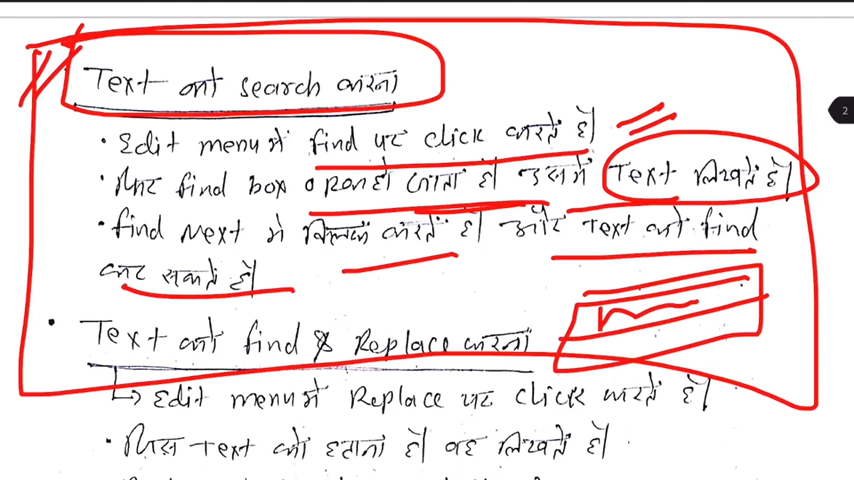 Text को search करना
• Edit menu में find पर click करते हैं।
• फिर find box open हो जाता है। उसमें Text लिखते हैं।
• find Next में क्लिक करते हैं। और Text को find
कर सकते हैं।
• Text को find & Replace करना
↳ Edit menu में Replace पर click करते हैं।
• जिस Text को हटाना है। वह लिखते हैं।
2